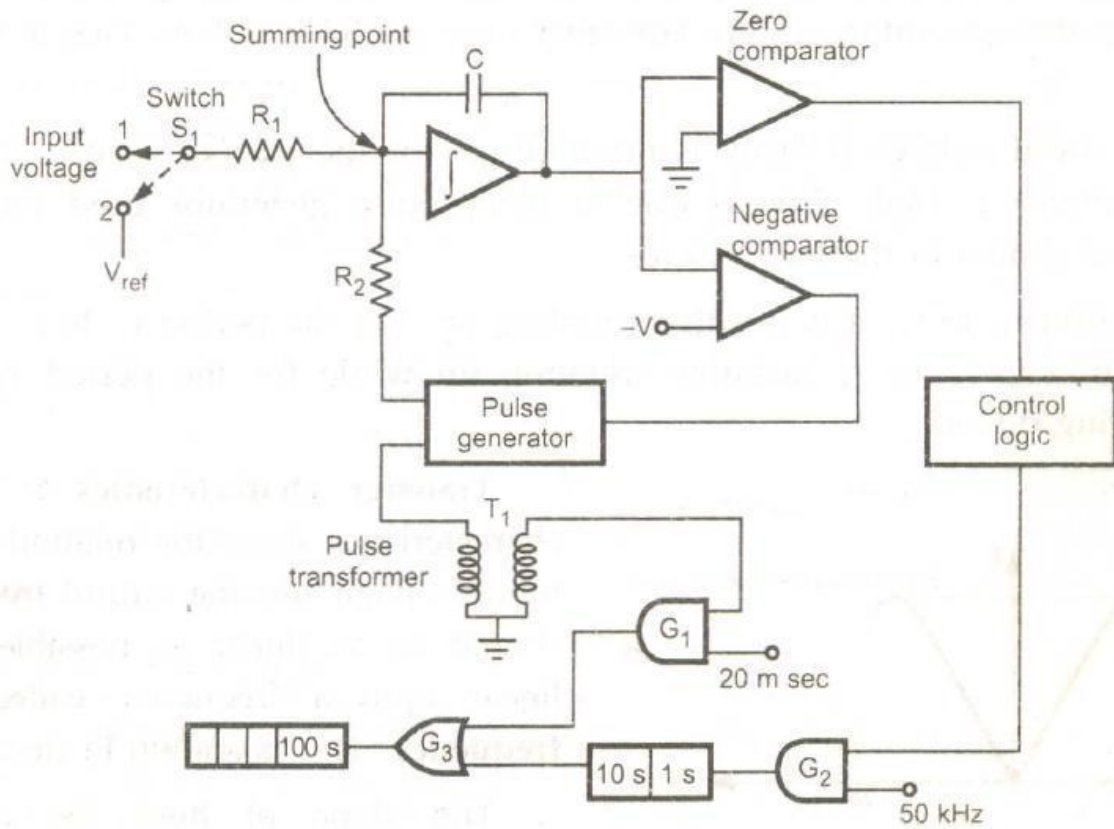 Summing point
Zero
comparator
C
Switch
Input
voltage
1
S1
R1
∫
2
Vref
R2
Negative
comparator
–V
Pulse
generator
Control
logic
T1
Pulse
transformer
G1
20 m sec
100 s
G3
10 s
1 s
G2
50 kHz